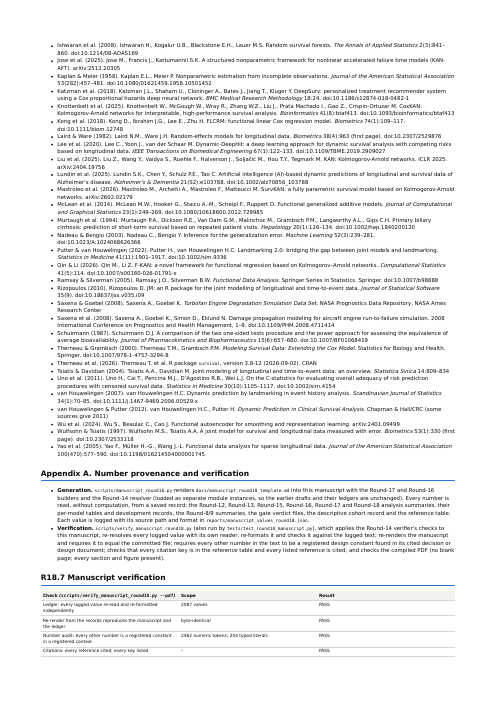 Ishwaran et al. (2008). Ishwaran H., Kogalur U.B., Blackstone E.H., Lauer M.S. Random survival forests. The Annals of Applied Statistics 2(3):841–
860. doi:10.1214/08-AOAS169
Jose et al. (2025). Jose M., Francis J., Kattumannil S.K. A structured nonparametric framework for nonlinear accelerated failure time models (KAN-
AFT). arXiv:2512.20305
Kaplan & Meier (1958). Kaplan E.L., Meier P. Nonparametric estimation from incomplete observations. Journal of the American Statistical Association
53(282):457–481. doi:10.1080/01621459.1958.10501452
Katzman et al. (2018). Katzman J.L., Shaham U., Cloninger A., Bates J., Jiang T., Kluger Y. DeepSurv: personalized treatment recommender system
using a Cox proportional hazards deep neural network. BMC Medical Research Methodology 18:24. doi:10.1186/s12874-018-0482-1
Knottenbelt et al. (2025). Knottenbelt W., McGough W., Wray R., Zhang W.Z., Liu J., Prata Machado I., Gao Z., Crispin-Ortuzar M. CoxKAN:
Kolmogorov-Arnold networks for interpretable, high-performance survival analysis. Bioinformatics 41(8):btaf413. doi:10.1093/bioinformatics/btaf413
Kong et al. (2018). Kong D., Ibrahim J.G., Lee E., Zhu H. FLCRM: functional linear Cox regression model. Biometrics 74(1):109–117.
doi:10.1111/biom.12748
Laird & Ware (1982). Laird N.M., Ware J.H. Random-effects models for longitudinal data. Biometrics 38(4):963 (first page). doi:10.2307/2529876
Lee et al. (2020). Lee C., Yoon J., van der Schaar M. Dynamic-DeepHit: a deep learning approach for dynamic survival analysis with competing risks
based on longitudinal data. IEEE Transactions on Biomedical Engineering 67(1):122–133. doi:10.1109/TBME.2019.2909027
Liu et al. (2025). Liu Z., Wang Y., Vaidya S., Ruehle F., Halverson J., Soljačić M., Hou T.Y., Tegmark M. KAN: Kolmogorov-Arnold networks. ICLR 2025.
arXiv:2404.19756
Lundin et al. (2025). Lundin S.K., Chen Y., Schulz P.E., Tao C. Artificial intelligence (AI)-based dynamic predictions of longitudinal and survival data of
Alzheimer's disease. Alzheimer's & Dementia 21(S2):e103788. doi:10.1002/alz70856_103788
Mastroleo et al. (2026). Mastroleo M., Archetti A., Mastroleo F., Matteucci M. SurvKAN: a fully parametric survival model based on Kolmogorov-Arnold
networks. arXiv:2602.02179
McLean et al. (2014). McLean M.W., Hooker G., Staicu A.-M., Scheipl F., Ruppert D. Functional generalized additive models. Journal of Computational
and Graphical Statistics 23(1):249–269. doi:10.1080/10618600.2012.729985
Murtaugh et al. (1994). Murtaugh P.A., Dickson E.R., Van Dam G.M., Malinchoc M., Grambsch P.M., Langworthy A.L., Gips C.H. Primary biliary
cirrhosis: prediction of short-term survival based on repeated patient visits. Hepatology 20(1):126–134. doi:10.1002/hep.1840200120
Nadeau & Bengio (2003). Nadeau C., Bengio Y. Inference for the generalization error. Machine Learning 52(3):239–281.
doi:10.1023/A:1024068626366
Putter & van Houwelingen (2022). Putter H., van Houwelingen H.C. Landmarking 2.0: bridging the gap between joint models and landmarking.
Statistics in Medicine 41(11):1901–1917. doi:10.1002/sim.9336
Qin & Li (2026). Qin M., Li Z. F-KAN: a novel framework for functional regression based on Kolmogorov-Arnold networks. Computational Statistics
41(5):114. doi:10.1007/s00180-026-01791-x
Ramsay & Silverman (2005). Ramsay J.O., Silverman B.W. Functional Data Analysis. Springer Series in Statistics. Springer. doi:10.1007/b98888
Rizopoulos (2010). Rizopoulos D. JM: an R package for the joint modelling of longitudinal and time-to-event data. Journal of Statistical Software
35(9). doi:10.18637/jss.v035.i09
Saxena & Goebel (2008). Saxena A., Goebel K. Turbofan Engine Degradation Simulation Data Set. NASA Prognostics Data Repository, NASA Ames
Research Center
Saxena et al. (2008). Saxena A., Goebel K., Simon D., Eklund N. Damage propagation modeling for aircraft engine run-to-failure simulation. 2008
International Conference on Prognostics and Health Management, 1–9. doi:10.1109/PHM.2008.4711414
Schuirmann (1987). Schuirmann D.J. A comparison of the two one-sided tests procedure and the power approach for assessing the equivalence of
average bioavailability. Journal of Pharmacokinetics and Biopharmaceutics 15(6):657–680. doi:10.1007/BF01068419
Therneau & Grambsch (2000). Therneau T.M., Grambsch P.M. Modeling Survival Data: Extending the Cox Model. Statistics for Biology and Health.
Springer. doi:10.1007/978-1-4757-3294-8
Therneau et al. (2026). Therneau T. et al. R package survival, version 3.8-12 (2026-09-02). CRAN
Tsiatis & Davidian (2004). Tsiatis A.A., Davidian M. Joint modeling of longitudinal and time-to-event data: an overview. Statistica Sinica 14:809–834
Uno et al. (2011). Uno H., Cai T., Pencina M.J., D'Agostino R.B., Wei L.J. On the C-statistics for evaluating overall adequacy of risk prediction
procedures with censored survival data. Statistics in Medicine 30(10):1105–1117. doi:10.1002/sim.4154
van Houwelingen (2007). van Houwelingen H.C. Dynamic prediction by landmarking in event history analysis. Scandinavian Journal of Statistics
34(1):70–85. doi:10.1111/j.1467-9469.2006.00529.x
van Houwelingen & Putter (2012). van Houwelingen H.C., Putter H. Dynamic Prediction in Clinical Survival Analysis. Chapman & Hall/CRC (some
sources give 2011)
Wu et al. (2024). Wu S., Beaulac C., Cao J. Functional autoencoder for smoothing and representation learning. arXiv:2401.09499
Wulfsohn & Tsiatis (1997). Wulfsohn M.S., Tsiatis A.A. A joint model for survival and longitudinal data measured with error. Biometrics 53(1):330 (first
page). doi:10.2307/2533118
Yao et al. (2005). Yao F., Müller H.-G., Wang J.-L. Functional data analysis for sparse longitudinal data. Journal of the American Statistical Association
100(470):577–590. doi:10.1198/016214504000001745
Appendix A. Number provenance and verification
Generation. scripts/manuscript_round18.py renders docs/manuscript_round18_template.md into this manuscript with the Round-17 and Round-16
builders and the Round-14 resolver (loaded as separate module instances, so the earlier drafts and their ledgers are unchanged). Every number is
read, without computation, from a saved record: the Round-12, Round-13, Round-15, Round-16, Round-17 and Round-18 analysis summaries, their
per-model tables and development records, the Round-8/9 summaries, the gate verdict files, the descriptive cohort record and the reference table.
Each value is logged with its source path and format in reports/manuscript_values_round18.json.
Verification. scripts/verify_manuscript_round18.py (also run by tests/test_round18_manuscript.py), which applies the Round-14 verifier's checks to
this manuscript, re-resolves every logged value with its own reader, re-formats it and checks it against the logged text; re-renders the manuscript
and requires it to equal the committed file; requires every other number in the text to be a registered design constant found in its cited decision or
design document; checks that every citation key is in the reference table and every listed reference is cited; and checks the compiled PDF (no blank
page; every section and figure present).
R18.7 Manuscript verification
Check (scripts/verify_manuscript_round18.py --pdf) Scope Result
Ledger: every logged value re-read and re-formatted
independently 2087 values PASS
Re-render from the records reproduces the manuscript and
the ledger byte-identical PASS
Number audit: every other number is a registered constant
in a registered context 2462 numeric tokens; 204 typed literals PASS
Citations: every reference cited, every key listed – PASS